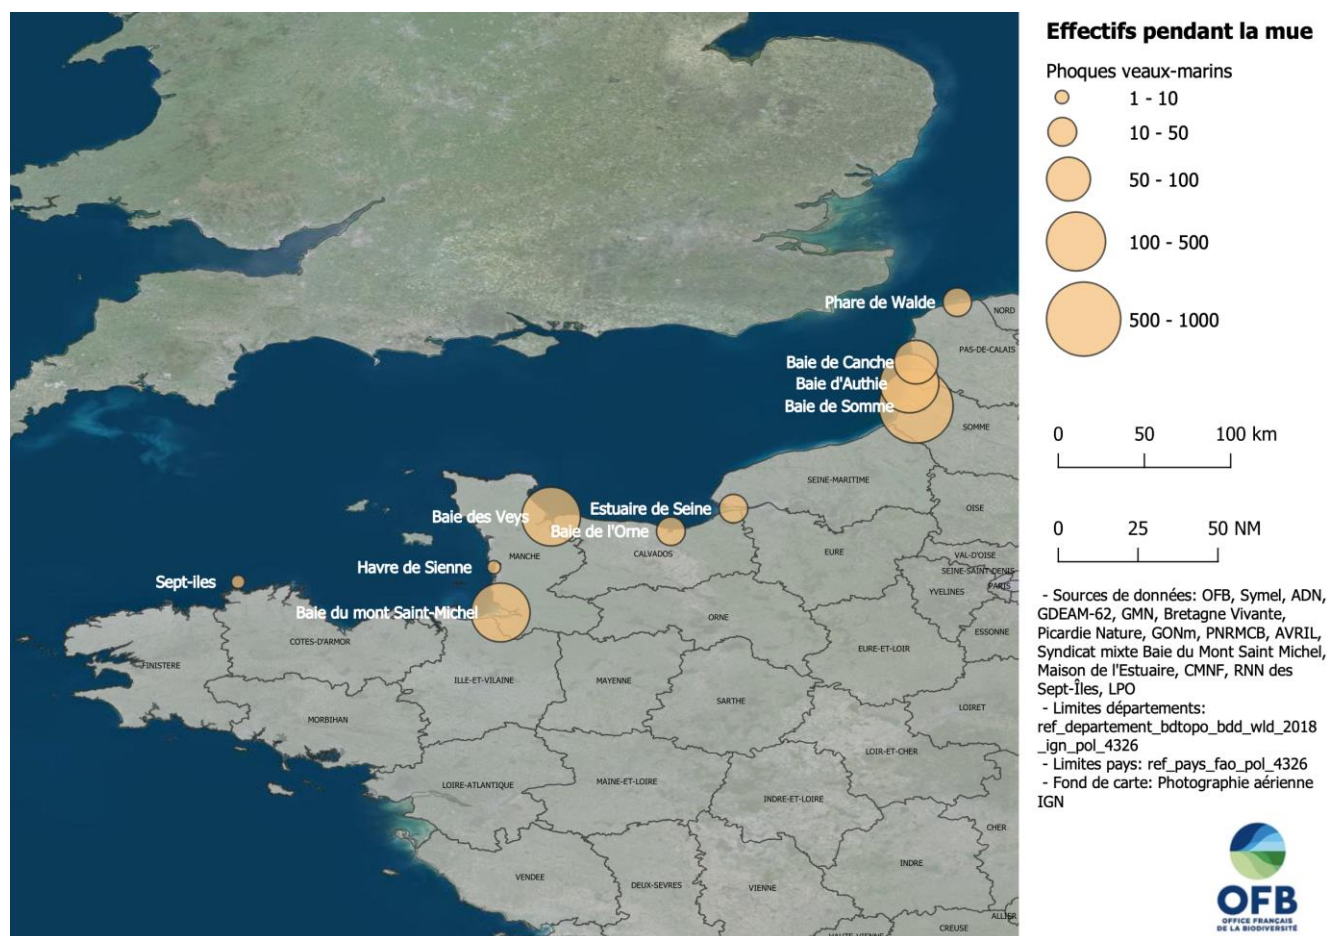 Effectifs pendant la mue
Phoques veaux-marins
1 - 10
10 - 50
50 - 100
100 - 500
500 - 1000
0 50 100 km
0 25 50 NM
- Sources de données: OFB, Symel, ADN,
GDEAM-62, GMN, Bretagne Vivante,
Picardie Nature, GONm, PNRMCB, AVRIL,
Syndicat mixte Baie du Mont Saint Michel,
Maison de l'Estuaire, CMNF, RNN des
Sept-Îles, LPO
- Limites départements:
ref_departement_bdtopo_bdd_wld_2018
_ign_pol_4326
- Limites pays: ref_pays_fao_pol_4326
- Fond de carte: Photographie aérienne
IGN
OFB
OFFICE FRANÇAIS
DE LA BIODIVERSITÉ
Phare de Walde
NORD
PAS-DE-CALAIS
Baie de Canche
Baie d'Authie
Baie de Somme
SOMME
SEINE-MARITIME
OISE
Estuaire de Seine
Baie des Veys
Baie de l'Orne
MANCHE
CALVADOS
EURE
VAL-D'OISE
SEINE-SAINT-DENIS
PARIS
YVELINES
Havre de Sienne
Sept-iles
Baie du mont Saint-Michel
ORNE
ESSONNE
COTES-D'ARMOR
EURE-ET-LOIR
FINISTERE
ILLE-ET-VILAINE
MAYENNE
SARTHE
LOIRET
MORBIHAN
LOIR-ET-CHER
LOIRE-ATLANTIQUE
MAINE-ET-LOIRE
INDRE-ET-LOIRE
CHER
INDRE
VENDEE
DEUX-SEVRES
VIENNE
ALLIER
CREUSE
HAUTE-VIENNE